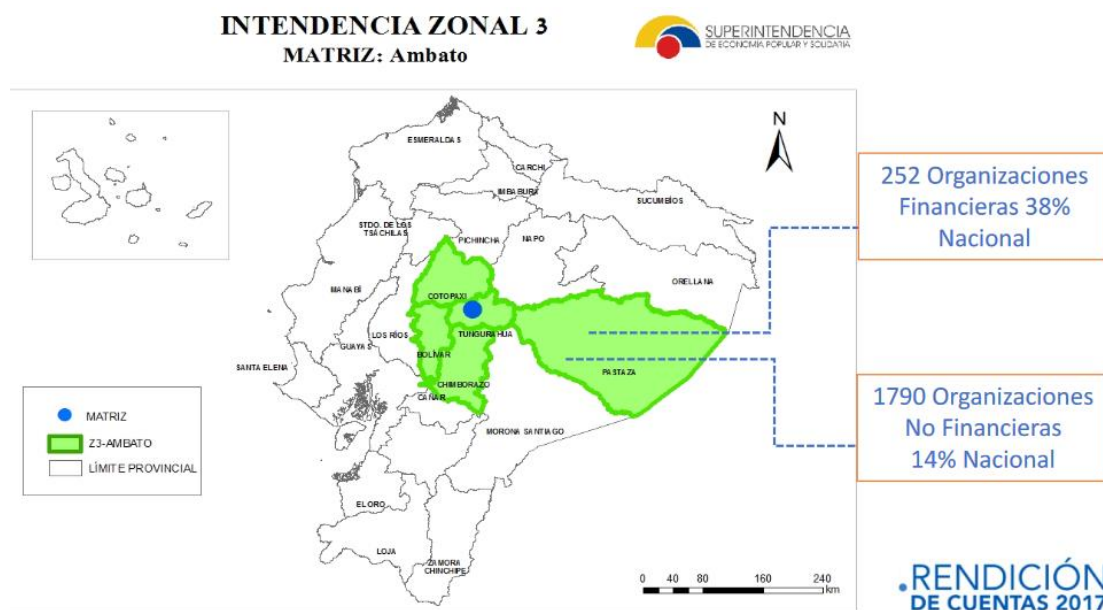 INTENDENCIA ZONAL 3
MATRIZ: Ambato
SUPERINTENDENCIA
DE ECONOMÍA POPULAR Y SOLIDARIA
N
ESMERALDAS
CARCHI
IMBABURA
SUCUMBÍOS
STDO. DE LOS
TSÁCHILAS
PICHINCHA
NAPO
ORELLANA
MANABÍ
COTOPAXI
LOS RÍOS
TUNGURAHUA
GUAYAS
BOLÍVAR
SANTA ELENA
PASTAZA
CHIMBORAZO
CAÑAR
MORONA SANTIAGO
EL ORO
LOJA
ZAMORA
CHINCHIPE
252 Organizaciones
Financieras 38%
Nacional
1790 Organizaciones
No Financieras
14% Nacional
MATRIZ
Z3-AMBATO
LÍMITE PROVINCIAL
0 40 80 160 240
km
.RENDICIÓN
DE CUENTAS 2017